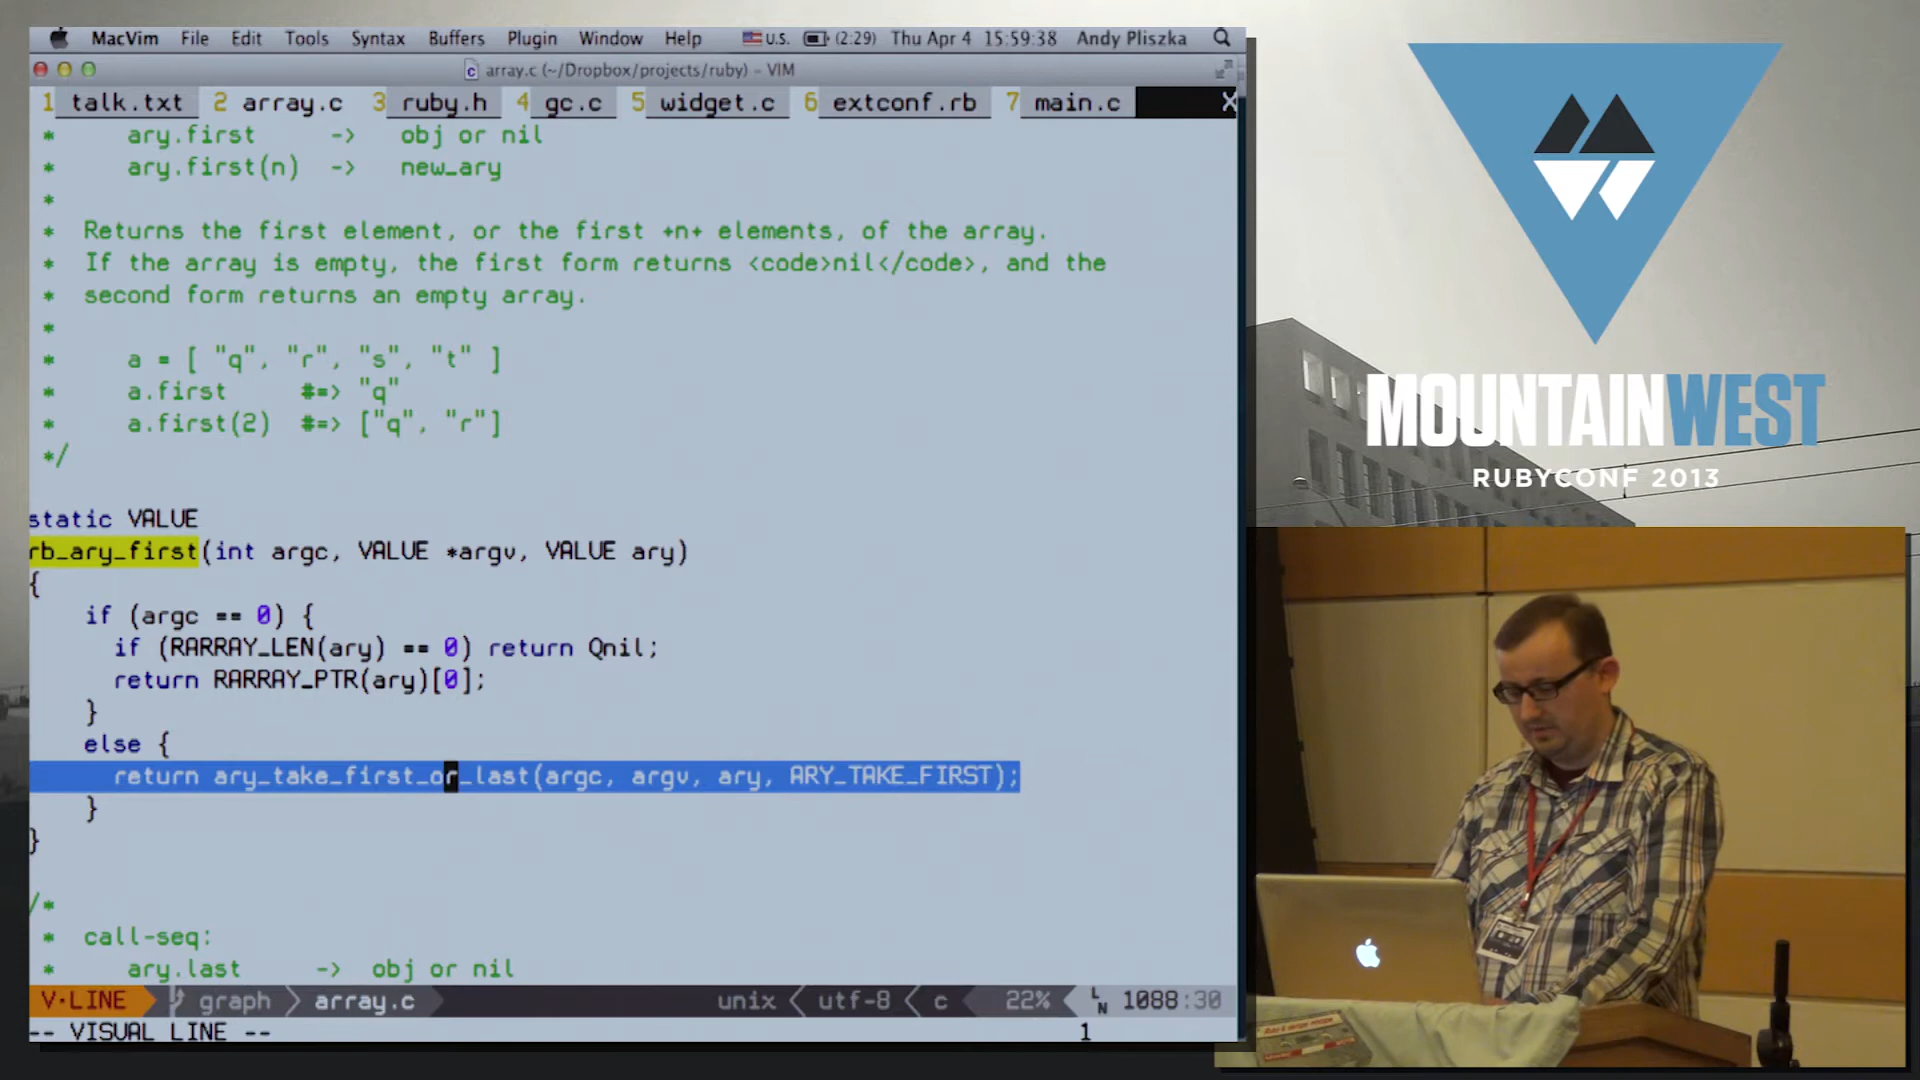 MacVim File Edit Tools Syntax Buffers Plugin Window Help U.S. (2:29) Thu Apr 4 15:59:38 Andy Pliszka
array.c (~/Dropbox/projects/ruby) - VIM
1 talk.txt 2 array.c 3 ruby.h 4 gc.c 5 widget.c 6 extconf.rb 7 main.c X
* ary.first -> obj or nil
* ary.first(n) -> new_ary
*
* Returns the first element, or the first +n+ elements, of the array.
* If the array is empty, the first form returns <code>nil</code>, and the
* second form returns an empty array.
*
* a = [ "q", "r", "s", "t" ]
* a.first #=> "q"
* a.first(2) #=> ["q", "r"]
*/
static VALUE
rb_ary_first(int argc, VALUE *argv, VALUE ary)
{
if (argc == 0) {
if (RARRAY_LEN(ary) == 0) return Qnil;
return RARRAY_PTR(ary)[0];
}
else {
return ary_take_first_or_last(argc, argv, ary, ARY_TAKE_FIRST);
}
}
/*
* call-seq:
* ary.last -> obj or nil
V·LINE graph array.c unix utf-8 c 22% LN 1088:30
-- VISUAL LINE -- 1
MOUNTAINWEST
RUBYCONF 2013